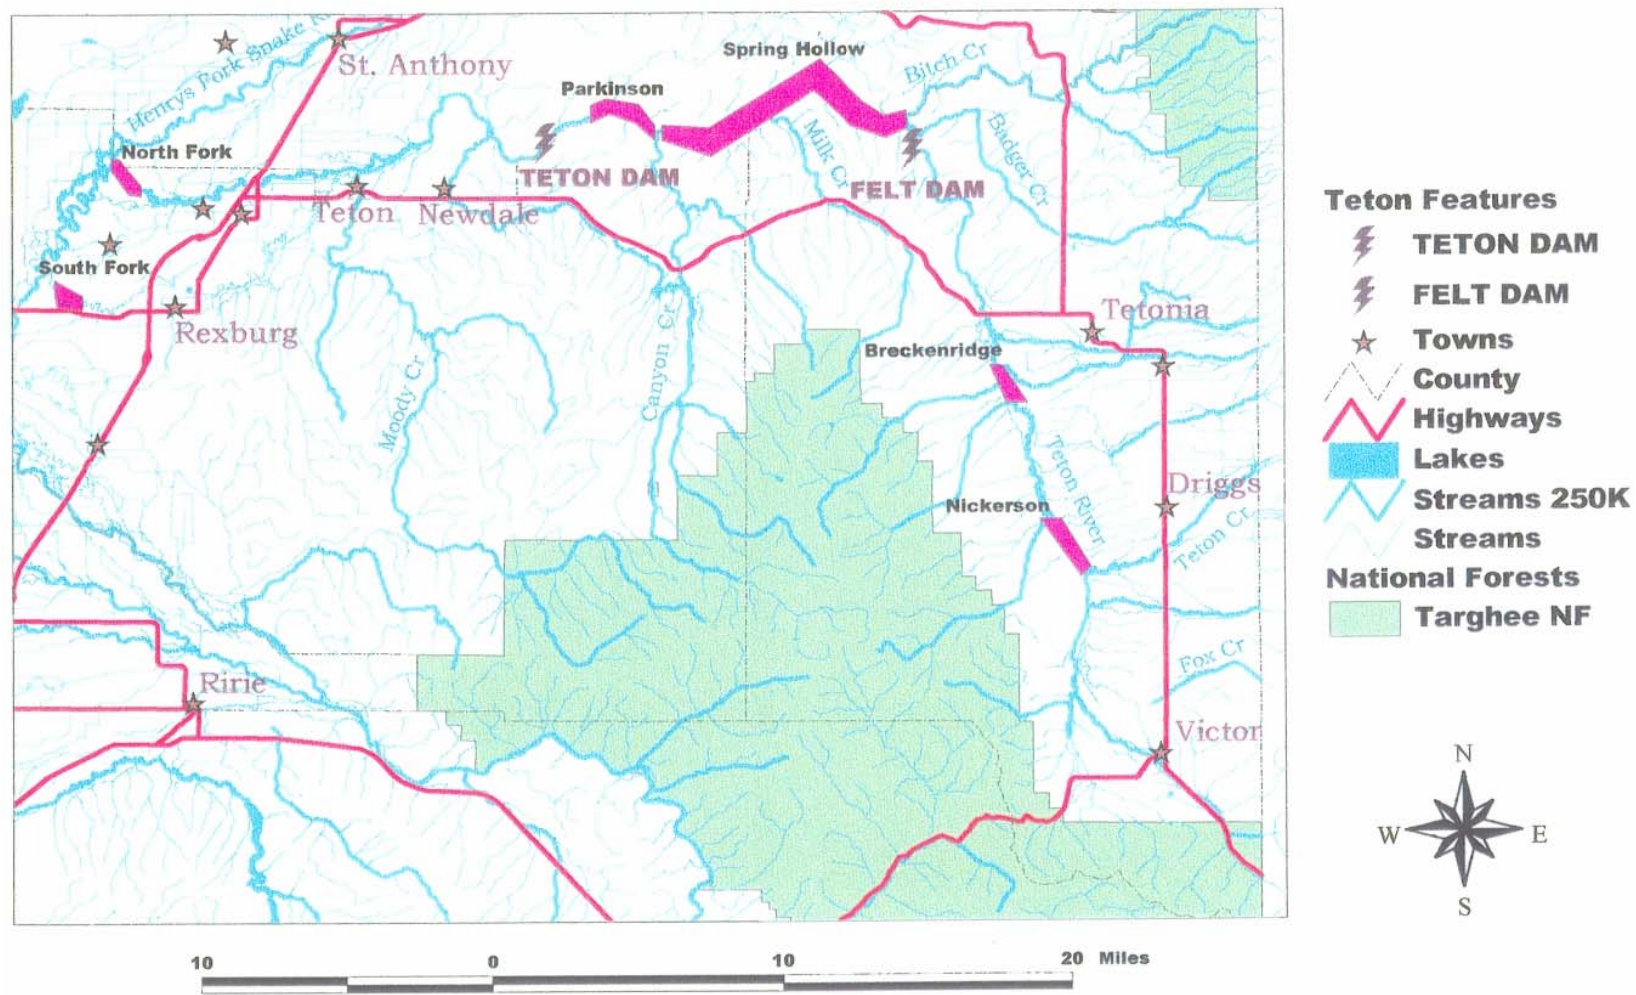 St. Anthony
Henrys Fork Snake
Spring Hollow
Bitch Cr
Parkinson
North Fork
Milk Cr
Badger Cr
TETON DAM
FELT DAM
Teton
Newdale
South Fork
Rexburg
Tetonia
Breckenridge
Canyon Cr
Moody Cr
Teton River
Driggs
Nickerson
Teton Cr
Fox Cr
Ririe
Victor
Teton Features
TETON DAM
FELT DAM
Towns
County
Highways
Lakes
Streams 250K
Streams
National Forests
Targhee NF
N
W E
S
10 0 10 20 Miles